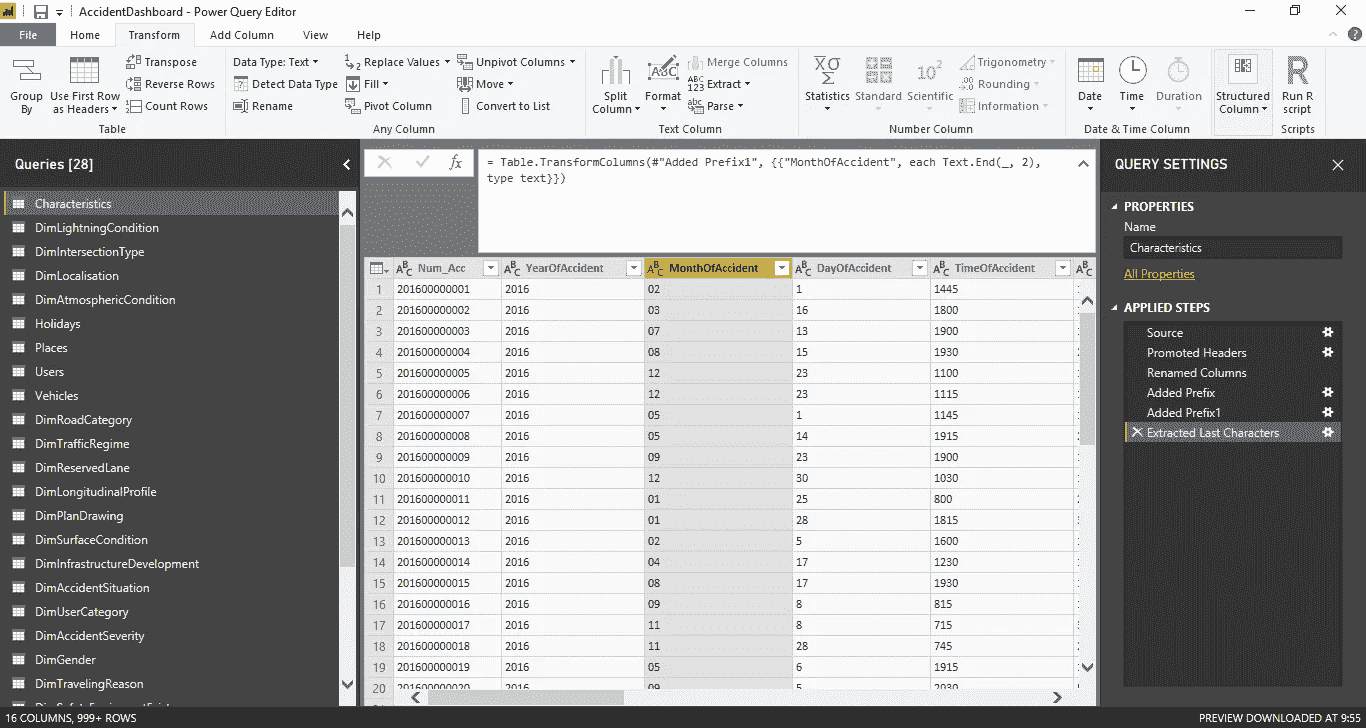 AccidentDashboard - Power Query Editor
File Home Transform Add Column View Help
Group By
Use First Row as Headers
Transpose
Reverse Rows
Count Rows
Table
Data Type: Text
Detect Data Type
Rename
Replace Values
Fill
Pivot Column
Unpivot Columns
Move
Convert to List
Any Column
Split Column
Format
Merge Columns
Extract
Parse
Text Column
Statistics
Standard
Scientific
Trigonometry
Rounding
Information
Number Column
Date
Time
Duration
Date & Time Column
Structured Column
Run R script
Scripts
Queries [28]
Characteristics
DimLightningCondition
DimIntersectionType
DimLocalisation
DimAtmosphericCondition
Holidays
Places
Users
Vehicles
DimRoadCategory
DimTrafficRegime
DimReservedLane
DimLongitudinalProfile
DimPlanDrawing
DimSurfaceCondition
DimInfrastructureDevelopment
DimAccidentSituation
DimUserCategory
DimAccidentSeverity
DimGender
DimTravelingReason
= Table.TransformColumns(#"Added Prefix1", {{"MonthOfAccident", each Text.End(_, 2),
type text}})
Num_Acc YearOfAccident MonthOfAccident DayOfAccident TimeOfAccident
1 201600000001 2016 02 1 1445
2 201600000002 2016 03 16 1800
3 201600000003 2016 07 13 1900
4 201600000004 2016 08 15 1930
5 201600000005 2016 12 23 1100
6 201600000006 2016 12 23 1115
7 201600000007 2016 05 1 1145
8 201600000008 2016 05 14 1915
9 201600000009 2016 09 23 1900
10 201600000010 2016 12 30 1030
11 201600000011 2016 01 25 800
12 201600000012 2016 01 28 1815
13 201600000013 2016 02 5 1600
14 201600000014 2016 04 17 1230
15 201600000015 2016 08 17 1930
16 201600000016 2016 09 8 815
17 201600000017 2016 11 8 715
18 201600000018 2016 11 28 745
19 201600000019 2016 05 6 1915
20 201600000020 2016 09 5 2030
QUERY SETTINGS
PROPERTIES
Name
Characteristics
All Properties
APPLIED STEPS
Source
Promoted Headers
Renamed Columns
Added Prefix
Added Prefix1
Extracted Last Characters
16 COLUMNS, 999+ ROWS
PREVIEW DOWNLOADED AT 9:55